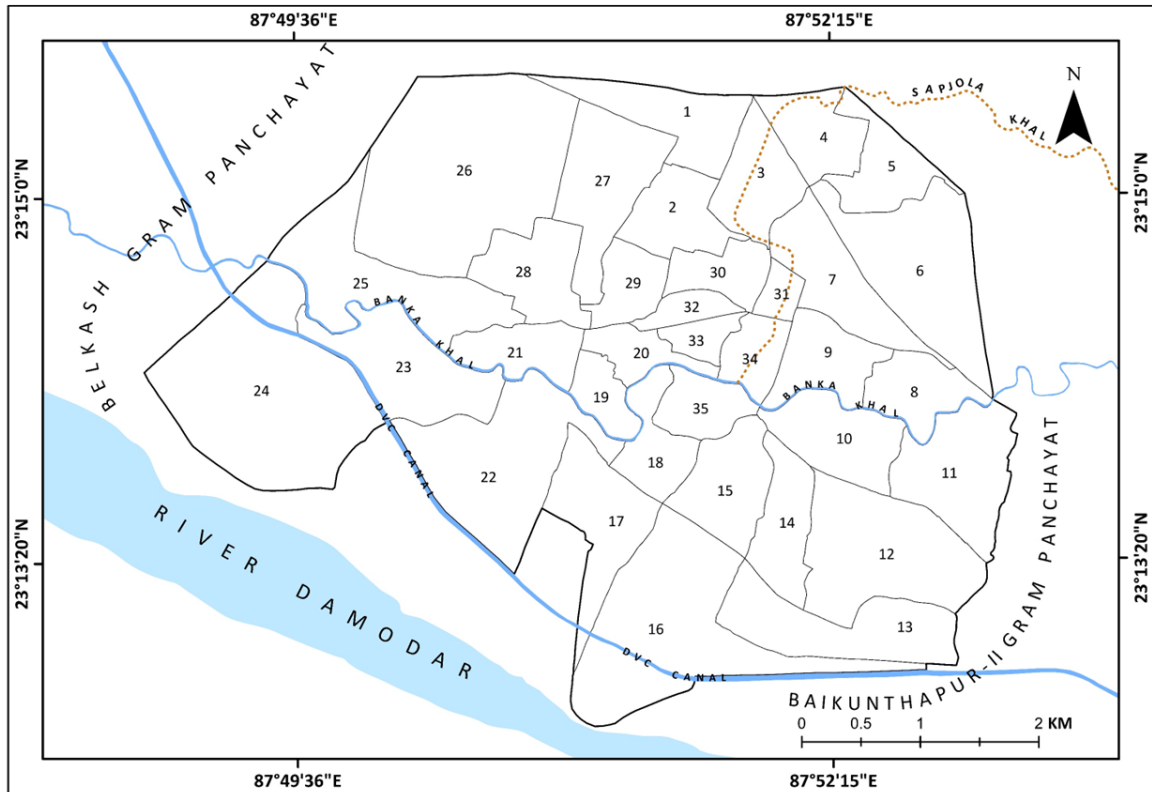 87°49'36"E
87°52'15"E
23°15'0"N
23°15'0"N
23°13'20"N
23°13'20"N
87°49'36"E
87°52'15"E
BELKASH GRAM PANCHAYAT
SAPJOLA KHAL
N
1
4
3
5
26
27
2
6
28
30
7
29
25
31
32
BANKA KHAL
33
21
20
34
9
23
24
19
BANKA KHAL
8
35
10
DVC CANAL
18
11
22
15
17
14
12
RIVER DAMODAR
16
13
DVC CANAL
BAIKUNTHAPUR-II GRAM PANCHAYAT
0 0.5 1 2 KM